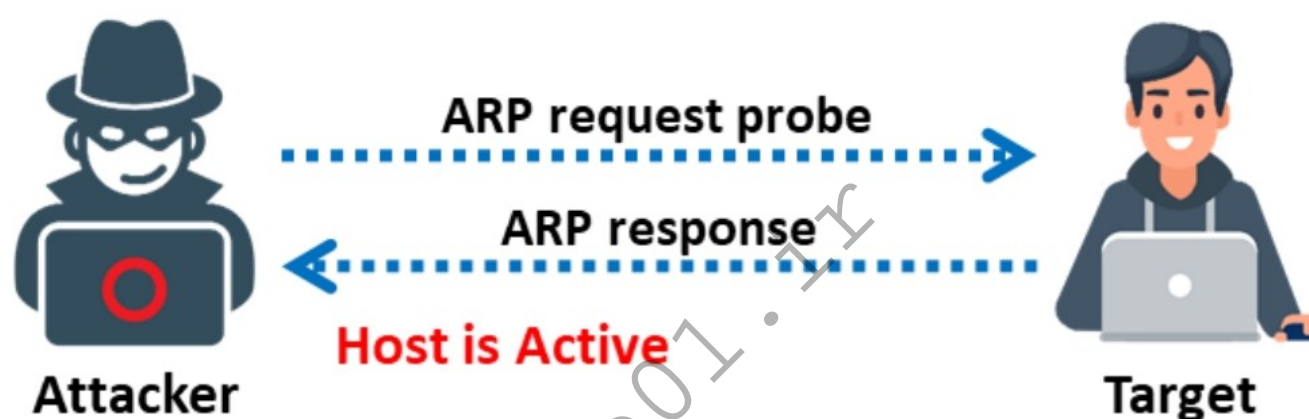 ARP request probe
ARP response
Host is Active
Attacker
Target